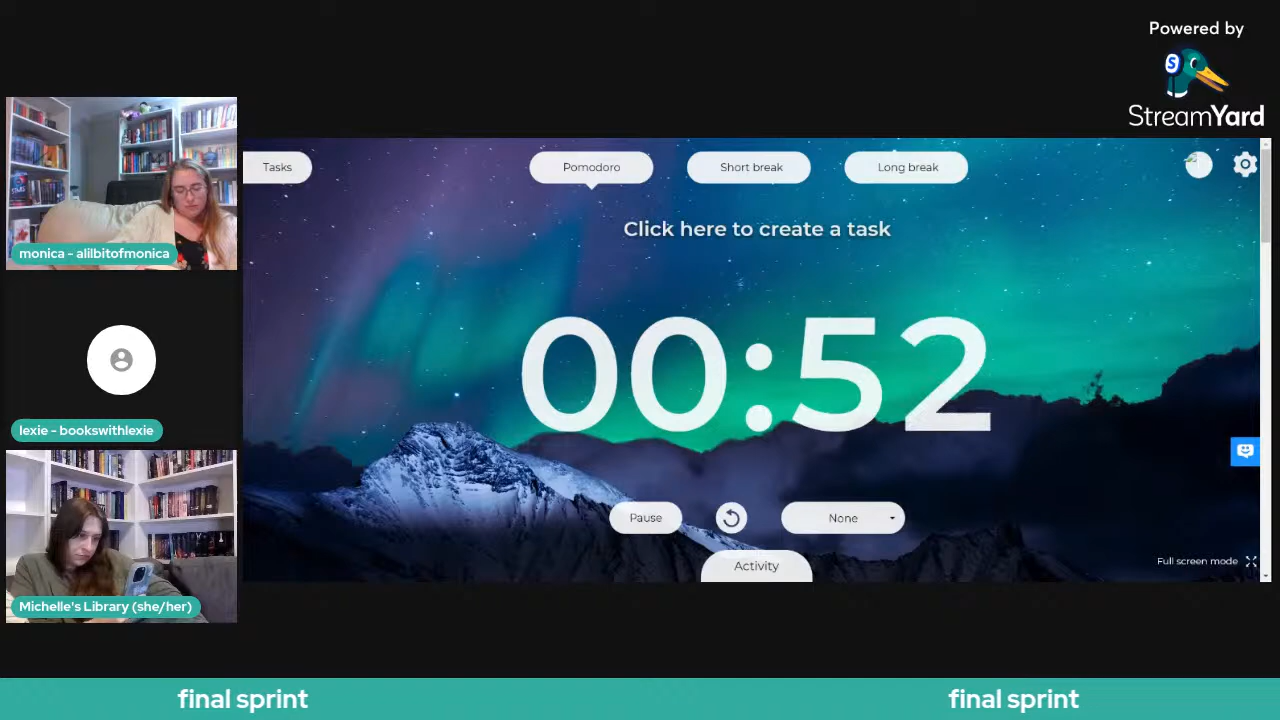 Powered by
StreamYard
Tasks
Pomodoro
Short break
Long break
Click here to create a task
00:52
Pause
None
Activity
Full screen mode
monica - alilbitofmonica
lexie - bookswithlexie
Michelle's Library (she/her)
final sprint
final sprint